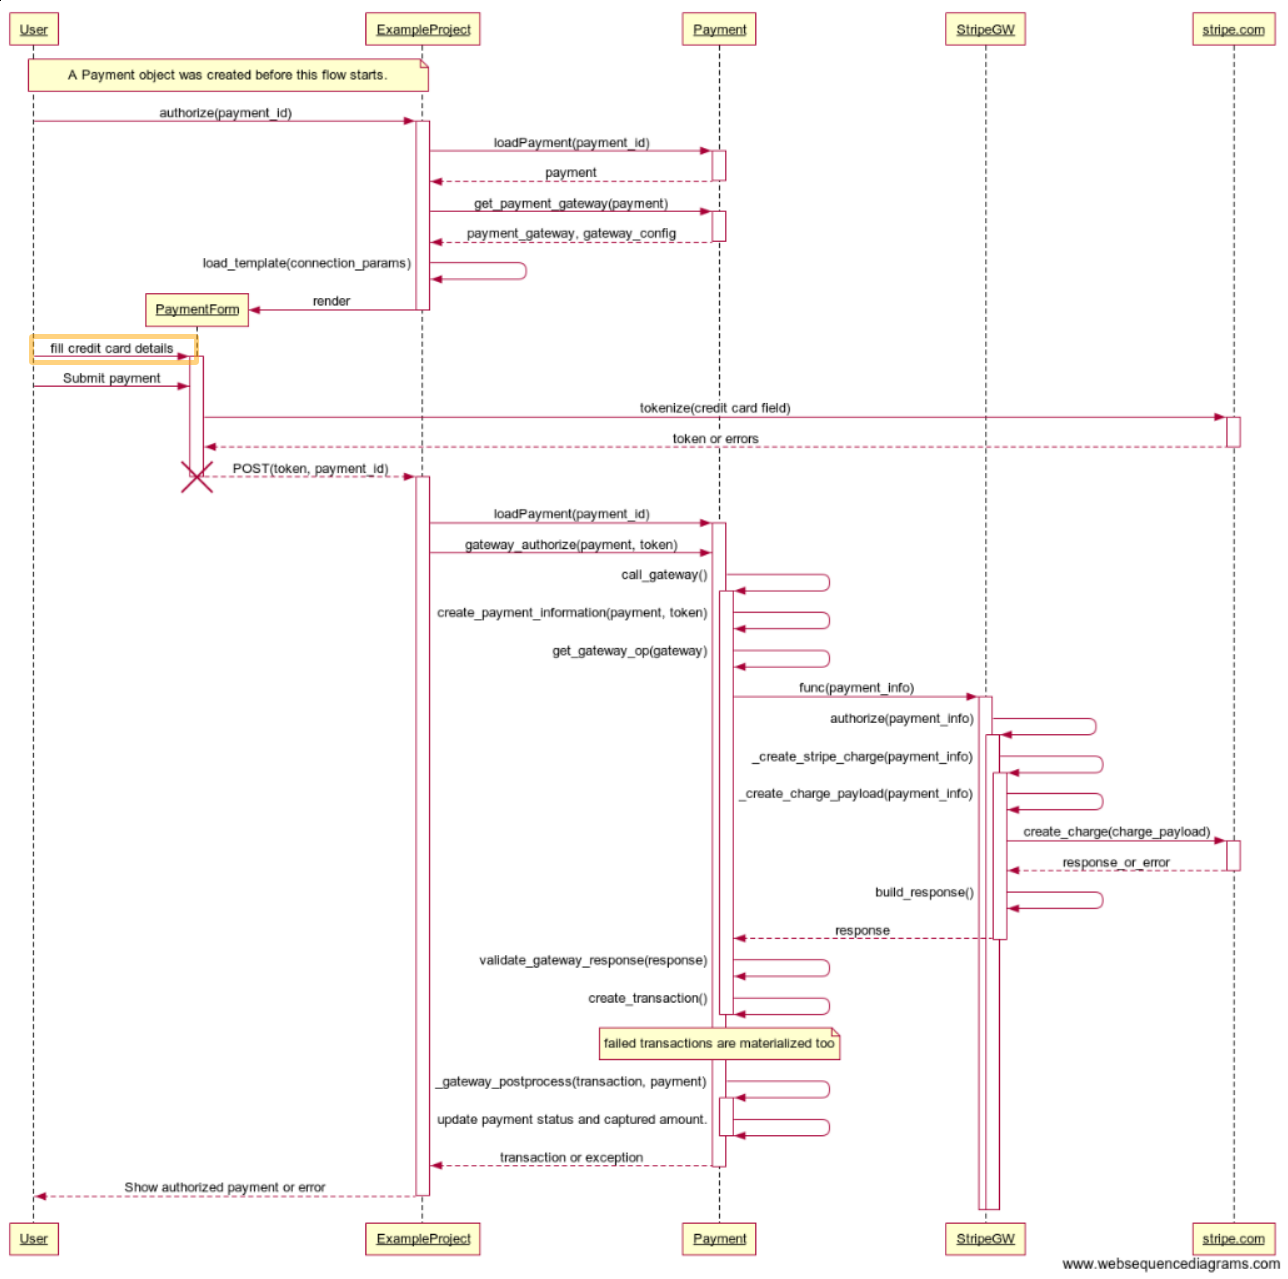 User
ExampleProject
Payment
StripeGW
stripe.com
A Payment object was created before this flow starts.
authorize(payment_id)
loadPayment(payment_id)
payment
get_payment_gateway(payment)
payment_gateway, gateway_config
load_template(connection_params)
PaymentForm
render
fill credit card details
Submit payment
tokenize(credit card field)
token or errors
POST(token, payment_id)
loadPayment(payment_id)
gateway_authorize(payment, token)
call_gateway()
create_payment_information(payment, token)
get_gateway_op(gateway)
func(payment_info)
authorize(payment_info)
_create_stripe_charge(payment_info)
_create_charge_payload(payment_info)
create_charge(charge_payload)
response_or_error
build_response()
response
validate_gateway_response(response)
create_transaction()
failed transactions are materialized too
_gateway_postprocess(transaction, payment)
update payment status and captured amount.
transaction or exception
Show authorized payment or error
User
ExampleProject
Payment
StripeGW
stripe.com
www.websequencediagrams.com